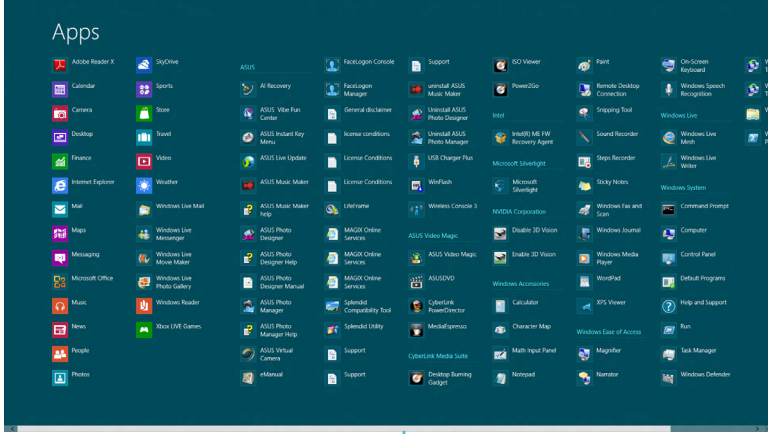 Apps
Adobe Reader X
Calendar
Camera
Desktop
Finance
Internet Explorer
Mail
Maps
Messaging
Microsoft Office
Music
News
People
Photos
SkyDrive
Sports
Store
Travel
Video
Weather
Windows Live Mail
Windows Live
Messenger
Windows Live
Movie Maker
Windows Live
Photo Gallery
Windows Reader
Xbox LIVE Games
ASUS
AI Recovery
ASUS Vibe Fun
Center
ASUS Instant Key
Menu
ASUS Live Update
ASUS Music Maker
ASUS Music Maker
help
ASUS Photo
Designer
ASUS Photo
Designer Help
ASUS Photo
Designer Manual
ASUS Photo
Manager
ASUS Photo
Manager Help
ASUS Virtual
Camera
eManual
FaceLogon Console
FaceLogon
Manager
General disclaimer
license conditions
License Conditions
License Conditions
LifeFrame
MAGIX Online
Services
MAGIX Online
Services
MAGIX Online
Services
Splendid
Compatibility Tool
Splendid Utility
Support
Support
Support
uninstall ASUS
Music Maker
Uninstall ASUS
Photo Designer
Uninstall ASUS
Photo Manager
USB Charger Plus
WinFlash
Wireless Console 3
ASUS Video Magic
ASUS Video Magic
ASUSDVD
CyberLink
PowerDirector
MediaEspresso
CyberLink Media Suite
Desktop Burning
Gadget
ISO Viewer
Power2Go
Intel
Intel(R) ME FW
Recovery Agent
Microsoft Silverlight
Microsoft
Silverlight
NVIDIA Corporation
Disable 3D Vision
Enable 3D Vision
Windows Accessories
Calculator
Character Map
Math Input Panel
Notepad
Paint
Remote Desktop
Connection
Snipping Tool
Sound Recorder
Steps Recorder
Sticky Notes
Windows Fax and
Scan
Windows Journal
Windows Media
Player
WordPad
XPS Viewer
Windows Ease of Access
Magnifier
Narrator
On-Screen
Keyboard
Windows Speech
Recognition
Windows Live
Windows Live
Mesh
Windows Live
Writer
Windows System
Command Prompt
Computer
Control Panel
Default Programs
Help and Support
Run
Task Manager
Windows Defender